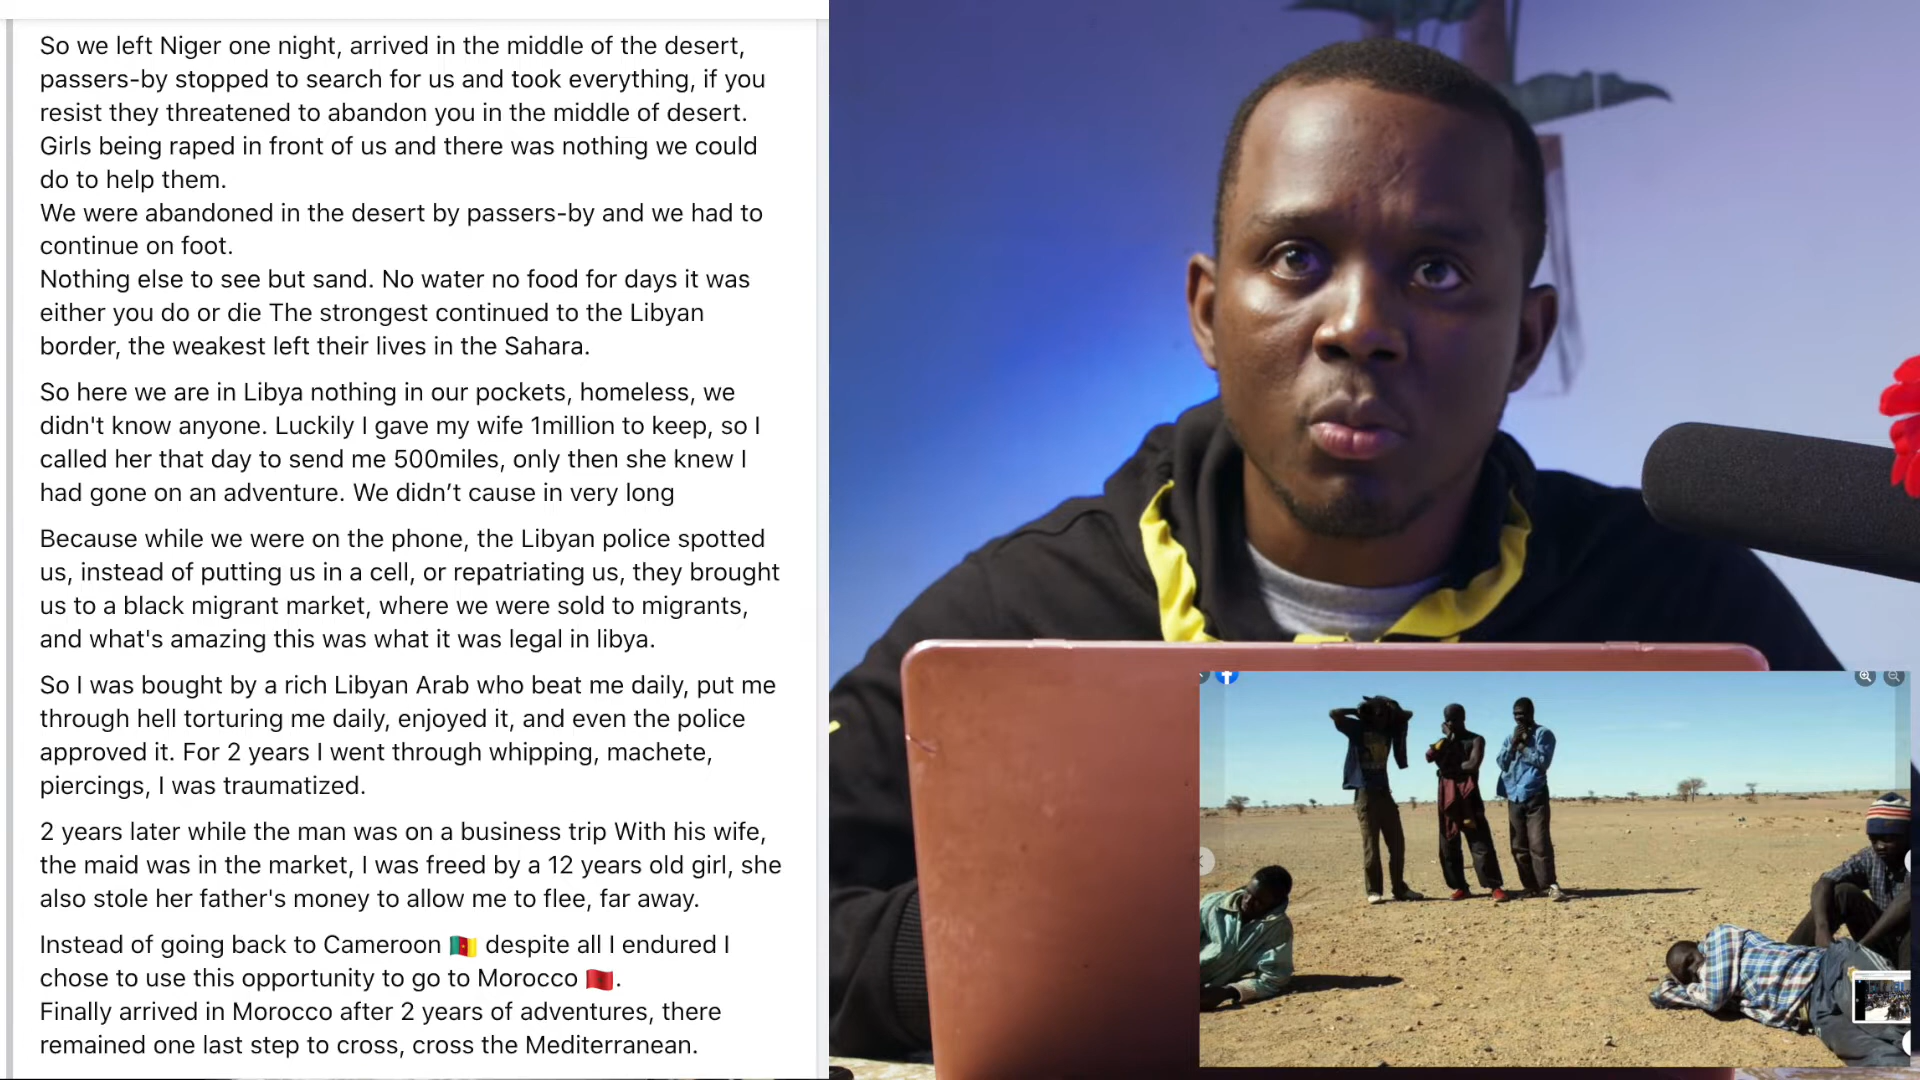 So we left Niger one night, arrived in the middle of the desert,
passers-by stopped to search for us and took everything, if you
resist they threatened to abandon you in the middle of desert.
Girls being raped in front of us and there was nothing we could
do to help them.
We were abandoned in the desert by passers-by and we had to
continue on foot.
Nothing else to see but sand. No water no food for days it was
either you do or die The strongest continued to the Libyan
border, the weakest left their lives in the Sahara.
So here we are in Libya nothing in our pockets, homeless, we
didn't know anyone. Luckily I gave my wife 1million to keep, so I
called her that day to send me 500miles, only then she knew I
had gone on an adventure. We didn’t cause in very long
Because while we were on the phone, the Libyan police spotted
us, instead of putting us in a cell, or repatriating us, they brought
us to a black migrant market, where we were sold to migrants,
and what's amazing this was what it was legal in libya.
So I was bought by a rich Libyan Arab who beat me daily, put me
through hell torturing me daily, enjoyed it, and even the police
approved it. For 2 years I went through whipping, machete,
piercings, I was traumatized.
2 years later while the man was on a business trip With his wife,
the maid was in the market, I was freed by a 12 years old girl, she
also stole her father's money to allow me to flee, far away.
Instead of going back to Cameroon 🇨🇲 despite all I endured I
chose to use this opportunity to go to Morocco 🇲🇦.
Finally arrived in Morocco after 2 years of adventures, there
remained one last step to cross, cross the Mediterranean.